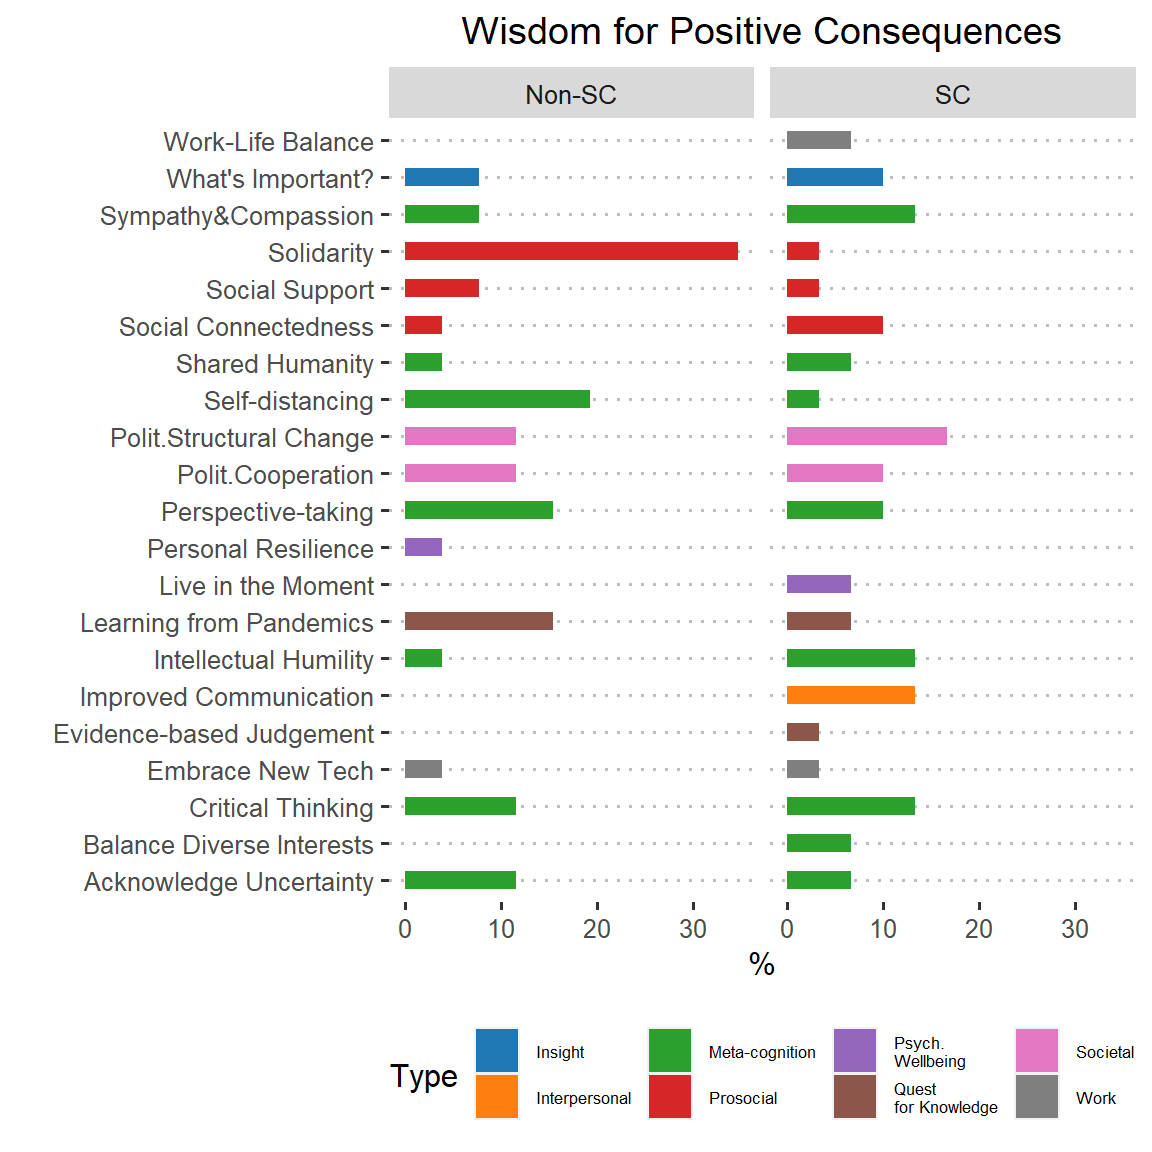 Wisdom for Positive Consequences
Non-SC
SC
Work-Life Balance
What's Important?
Sympathy&Compassion
Solidarity
Social Support
Social Connectedness
Shared Humanity
Self-distancing
Polit.Structural Change
Polit.Cooperation
Perspective-taking
Personal Resilience
Live in the Moment
Learning from Pandemics
Intellectual Humility
Improved Communication
Evidence-based Judgement
Embrace New Tech
Critical Thinking
Balance Diverse Interests
Acknowledge Uncertainty
0 10 20 30
0 10 20 30
%
Type
Insight
Interpersonal
Meta-cognition
Prosocial
Psych.
Wellbeing
Quest
for Knowledge
Societal
Work